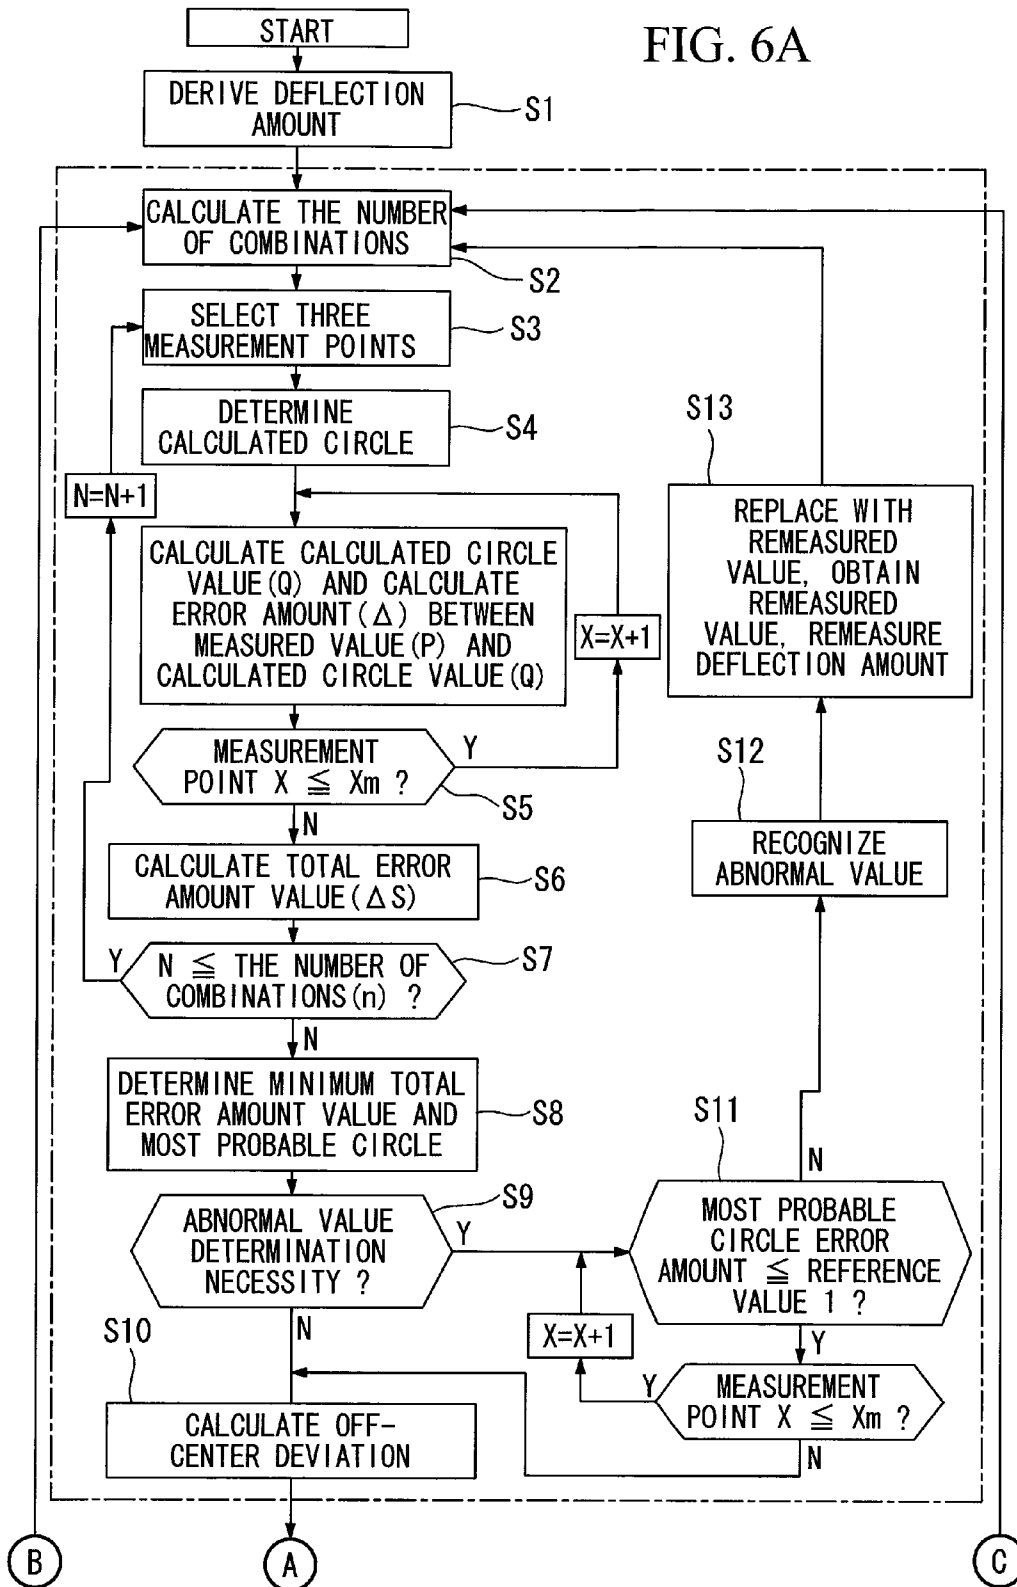 FIG. 6A
START
DERIVE DEFLECTION
AMOUNT
S1
CALCULATE THE NUMBER
OF COMBINATIONS
S2
SELECT THREE
MEASUREMENT POINTS
S3
DETERMINE
CALCULATED CIRCLE
S4
N=N+1
CALCULATE CALCULATED CIRCLE
VALUE(Q) AND CALCULATE
ERROR AMOUNT(Δ) BETWEEN
MEASURED VALUE(P) AND
CALCULATED CIRCLE VALUE(Q)
X=X+1
MEASUREMENT
POINT X ≦ Xm ?
Y
S5
N
CALCULATE TOTAL ERROR
AMOUNT VALUE(ΔS)
S6
Y
N ≦ THE NUMBER OF
COMBINATIONS(n) ?
S7
N
DETERMINE MINIMUM TOTAL
ERROR AMOUNT VALUE AND
MOST PROBABLE CIRCLE
S8
ABNORMAL VALUE
DETERMINATION
NECESSITY ?
S9
Y
N
S10
CALCULATE OFF-
CENTER DEVIATION
S13
REPLACE WITH
REMEASURED
VALUE, OBTAIN
REMEASURED
VALUE, REMEASURE
DEFLECTION AMOUNT
S12
RECOGNIZE
ABNORMAL VALUE
S11
N
MOST PROBABLE
CIRCLE ERROR
AMOUNT ≦ REFERENCE
VALUE 1 ?
Y
X=X+1
Y
MEASUREMENT
POINT X ≦ Xm ?
N
B
A
C